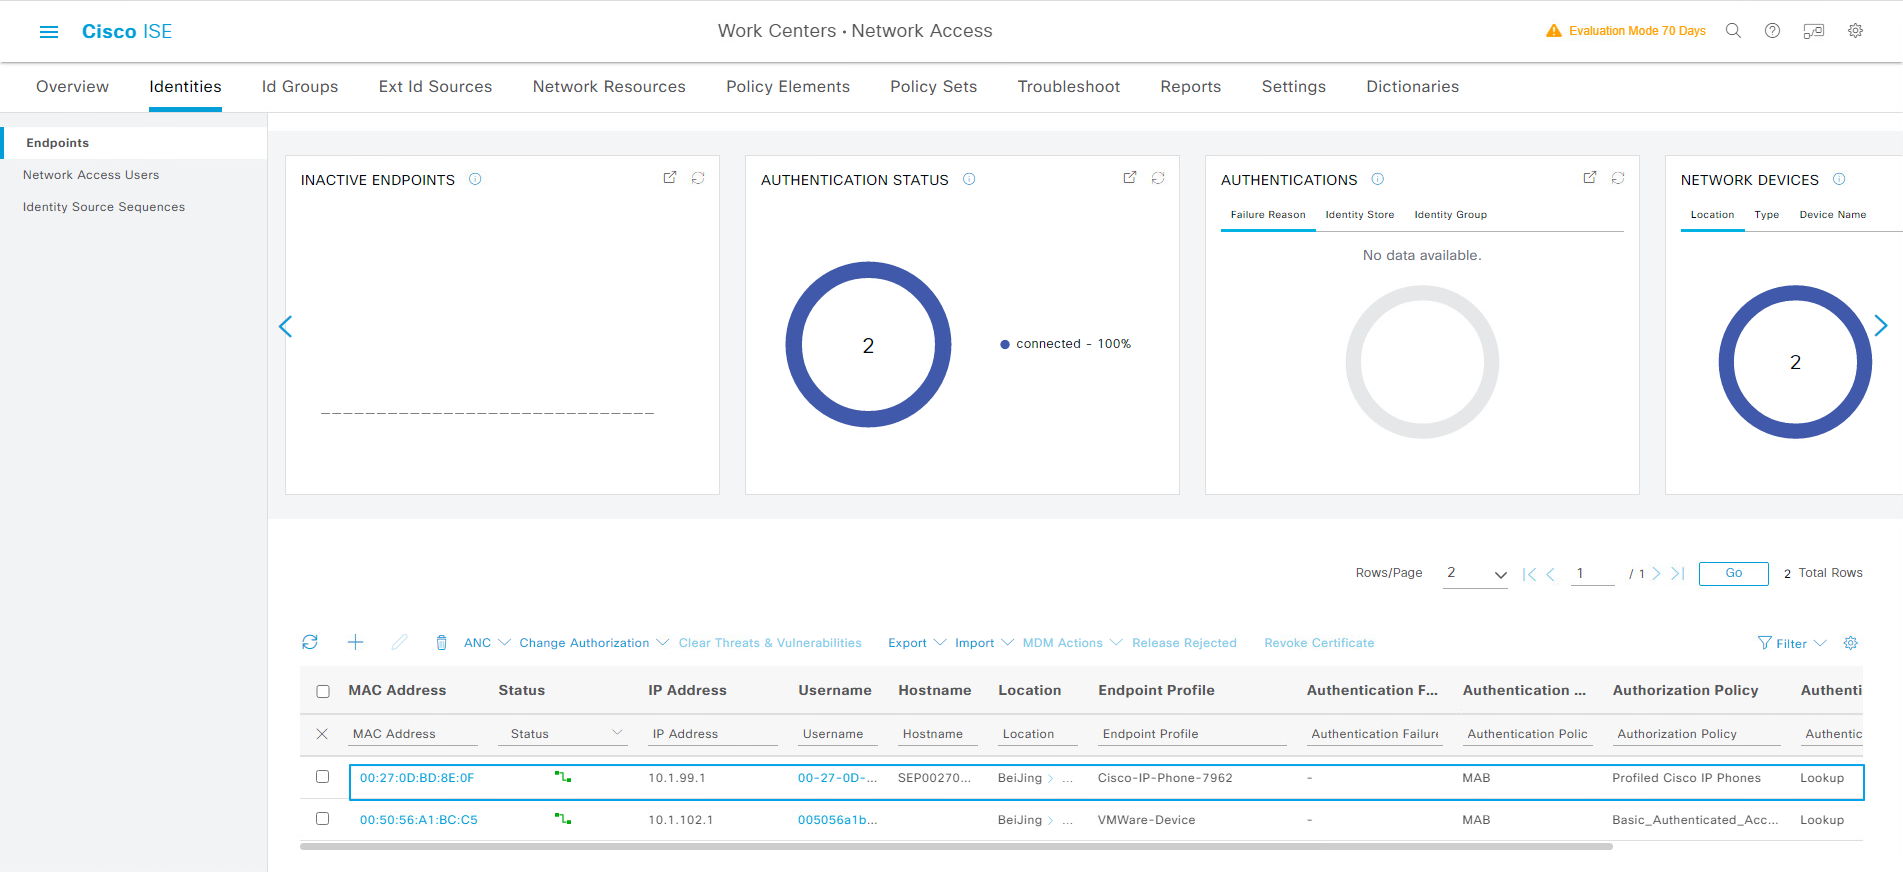 Cisco ISE
Work Centers · Network Access
Evaluation Mode 70 Days
Overview Identities Id Groups Ext Id Sources Network Resources Policy Elements Policy Sets Troubleshoot Reports Settings Dictionaries
Endpoints
Network Access Users
Identity Source Sequences
INACTIVE ENDPOINTS
AUTHENTICATION STATUS
2
connected - 100%
AUTHENTICATIONS
Failure Reason Identity Store Identity Group
No data available.
NETWORK DEVICES
Location Type Device Name
2
Rows/Page 2 1 / 1 Go 2 Total Rows
ANC Change Authorization Clear Threats & Vulnerabilities Export Import MDM Actions Release Rejected Revoke Certificate Filter
MAC Address Status IP Address Username Hostname Location Endpoint Profile Authentication F... Authentication ... Authorization Policy Authenti
MAC Address Status IP Address Username Hostname Location Endpoint Profile Authentication Failure Authentication Polic Authorization Policy Authentic
00:27:0D:BD:8E:0F 10.1.99.1 00-27-0D-... SEP00270... BeiJing > ... Cisco-IP-Phone-7962 - MAB Profiled Cisco IP Phones Lookup
00:50:56:A1:BC:C5 10.1.102.1 005056a1b... BeiJing > ... VMWare-Device - MAB Basic_Authenticated_Acc... Lookup